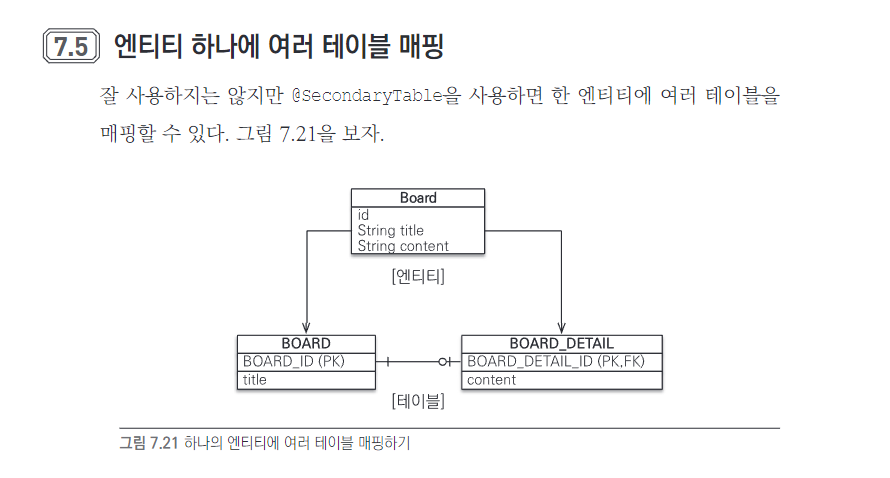 7.5 엔티티 하나에 여러 테이블 매핑
잘 사용하지는 않지만 @SecondaryTable을 사용하면 한 엔티티에 여러 테이블을
매핑할 수 있다. 그림 7.21을 보자.
Board
id
String title
String content
[엔티티]
BOARD
BOARD_ID (PK)
title
BOARD_DETAIL
BOARD_DETAIL_ID (PK,FK)
content
[테이블]
그림 7.21 하나의 엔티티에 여러 테이블 매핑하기